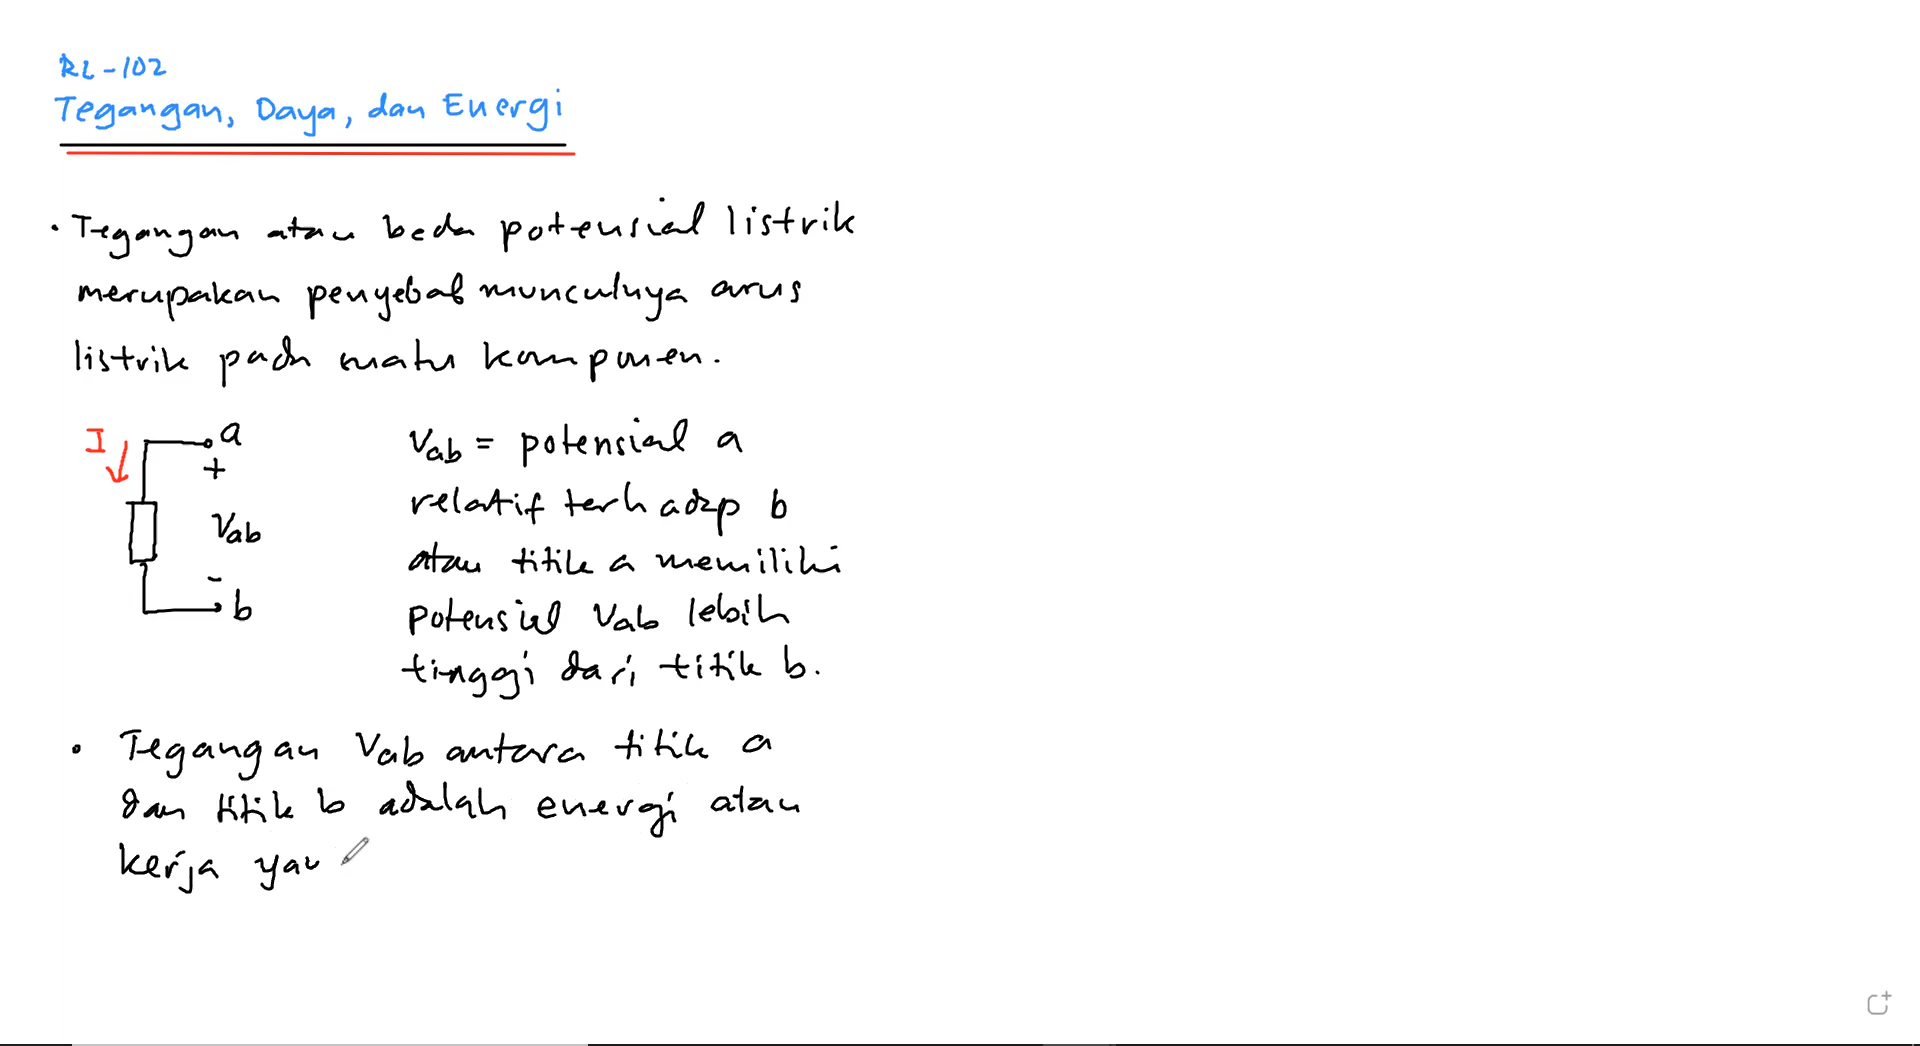 RL-102
Tegangan, Daya, dan Energi
• Tegangan atau beda potensial listrik
merupakan penyebab munculnya arus
listrik pada komponen.
I
a
+
Vab
-
b
Vab = potensial a
relatif terhadap b
atau titik a memiliki
potensial Vab lebih
tinggi dari titik b.
• Tegangan Vab antara titik a
dan titik b adalah energi atau
kerja yan